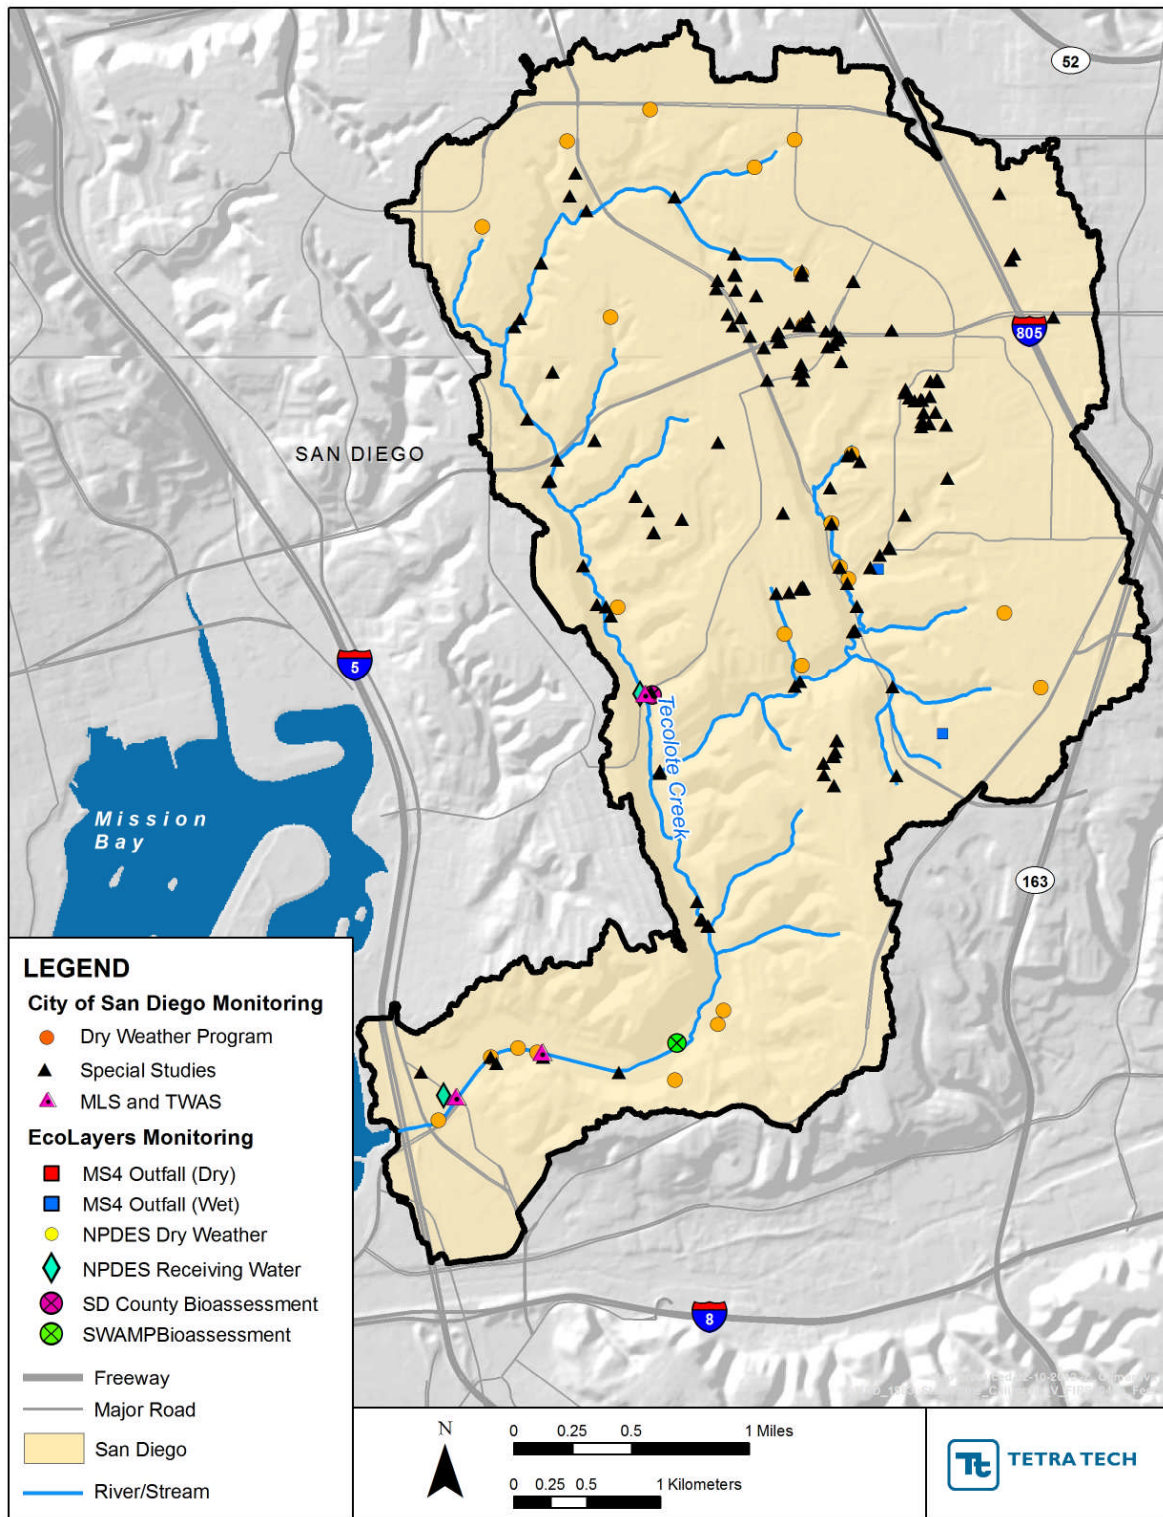 52
805
SAN DIEGO
5
Tecolote Creek
Mission
Bay
163
8
LEGEND
City of San Diego Monitoring
Dry Weather Program
Special Studies
MLS and TWAS
EcoLayers Monitoring
MS4 Outfall (Dry)
MS4 Outfall (Wet)
NPDES Dry Weather
NPDES Receiving Water
SD County Bioassessment
SWAMPBioassessment
Freeway
Major Road
San Diego
River/Stream
N
0 0.25 0.5 1 Miles
0 0.25 0.5 1 Kilometers
Tt TETRA TECH